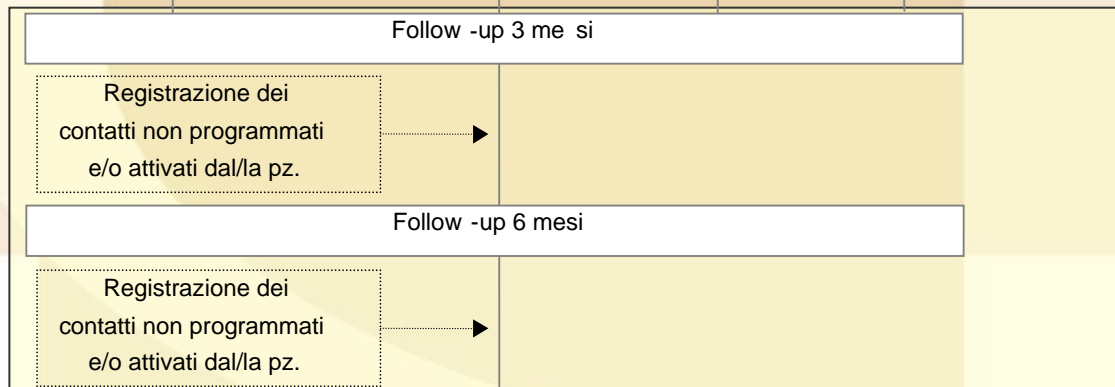 Follow -up 3 me si
Registrazione dei
contatti non programmati
e/o attivati dal/la pz.
Follow -up 6 mesi
Registrazione dei
contatti non programmati
e/o attivati dal/la pz.